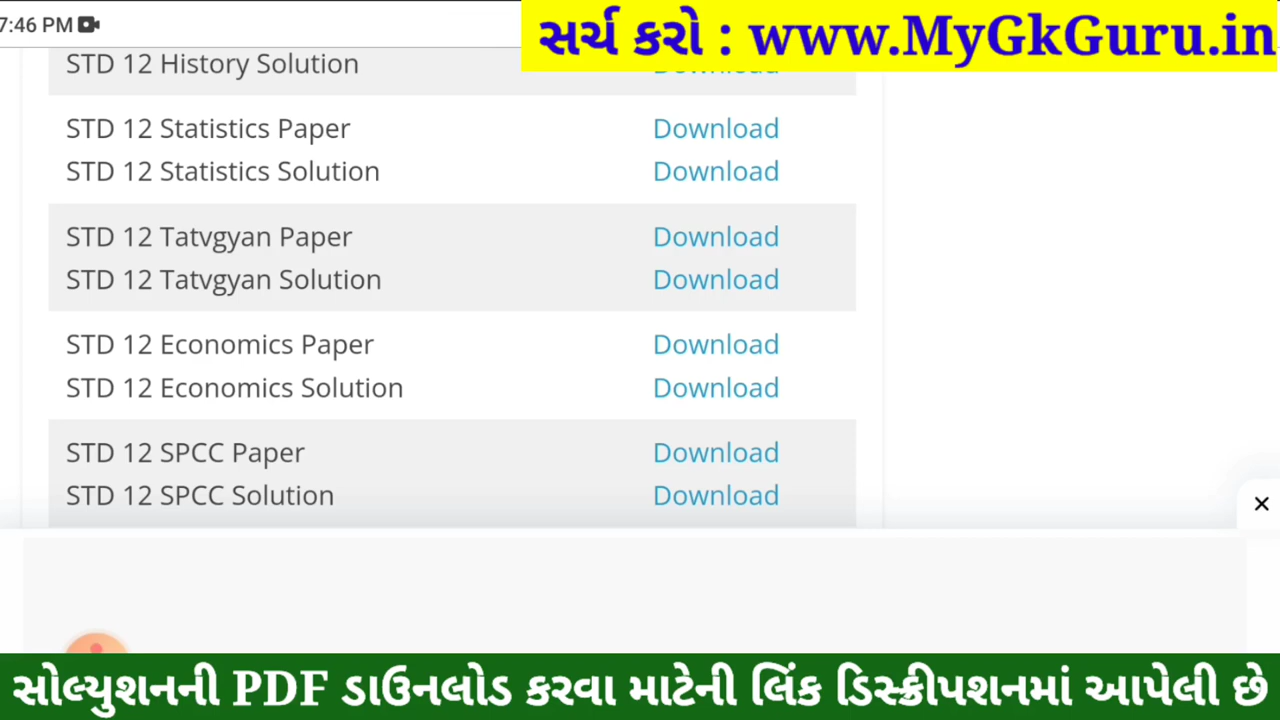 7:46 PM
સર્ચ કરો : www.MyGkGuru.in
STD 12 History Solution Download
STD 12 Statistics Paper Download
STD 12 Statistics Solution Download
STD 12 Tatvgyan Paper Download
STD 12 Tatvgyan Solution Download
STD 12 Economics Paper Download
STD 12 Economics Solution Download
STD 12 SPCC Paper Download
STD 12 SPCC Solution Download
સોલ્યુશનની PDF ડાઉનલોડ કરવા માટેની લિંક ડિસ્ક્રીપશનમાં આપેલી છે